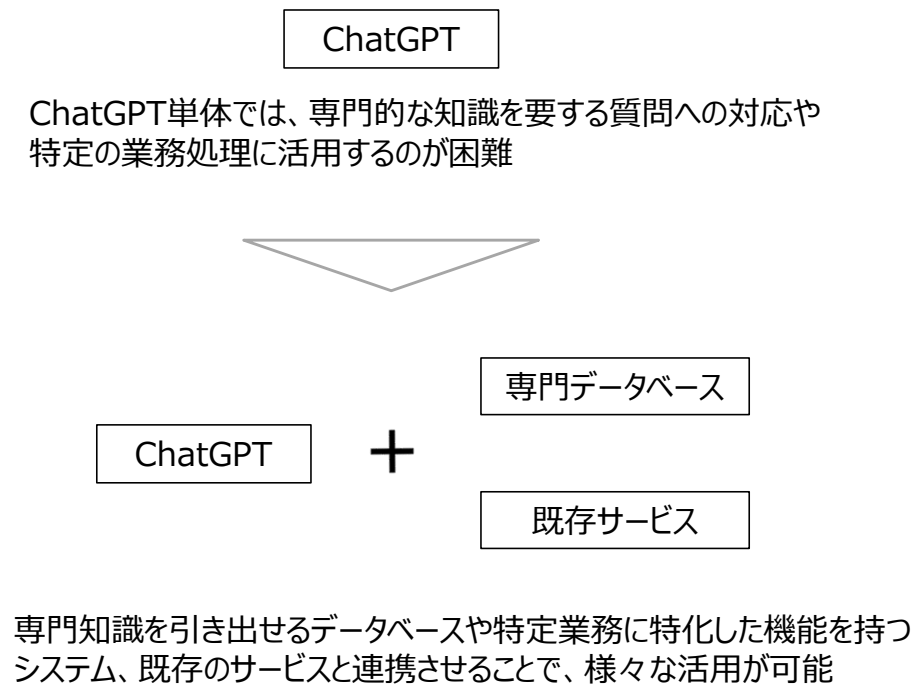 ChatGPT
ChatGPT単体では、専門的な知識を要する質問への対応や
特定の業務処理に活用するのが困難
専門データベース
ChatGPT
+
既存サービス
専門知識を引き出せるデータベースや特定業務に特化した機能を持つ
システム、既存のサービスと連携させることで、様々な活用が可能